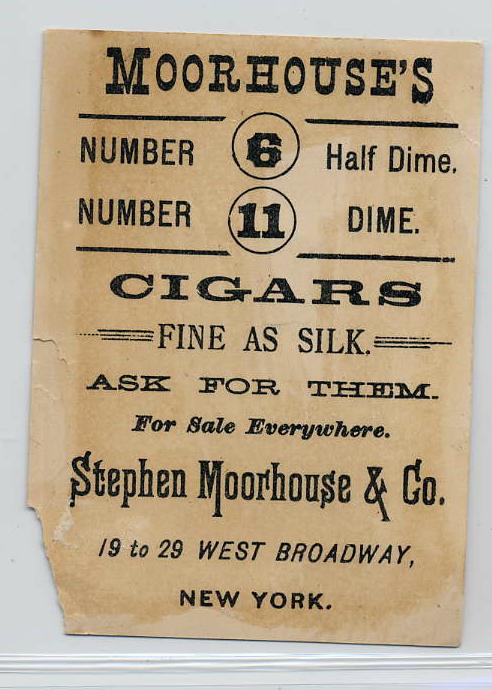 MOORHOUSE'S
NUMBER 6 Half Dime.
NUMBER 11 DIME.
CIGARS
FINE AS SILK.
ASK FOR THEM.
For Sale Everywhere.
Stephen Moorhouse & Co.
19 to 29 WEST BROADWAY,
NEW YORK.